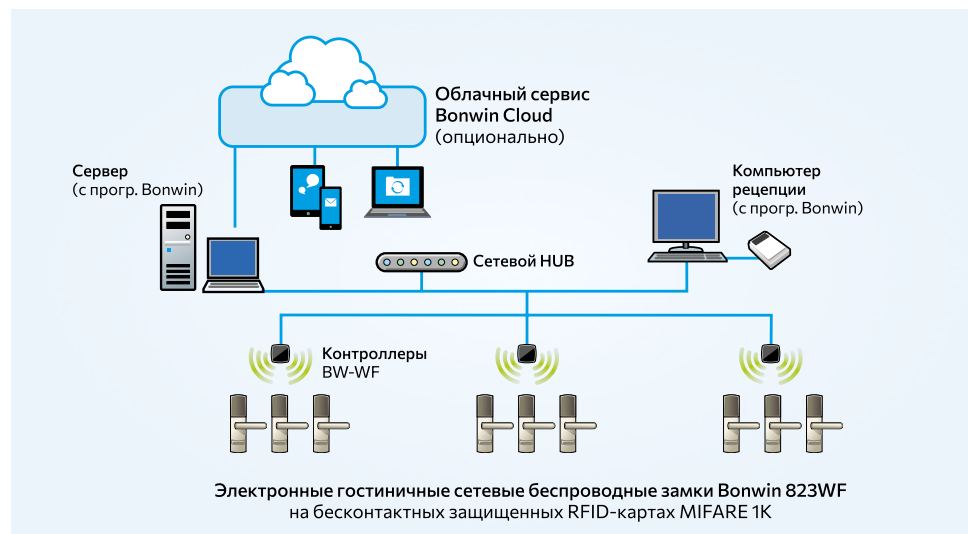 Облачный сервис
Bonwin Cloud
(опционально)
Сервер
(с прогр. Bonwin)
Компьютер
рецепции
(с прогр. Bonwin)
Сетевой HUB
Контроллеры
BW-WF
Электронные гостиничные сетевые беспроводные замки Bonwin 823WF
на бесконтактных защищенных RFID-картах MIFARE 1K